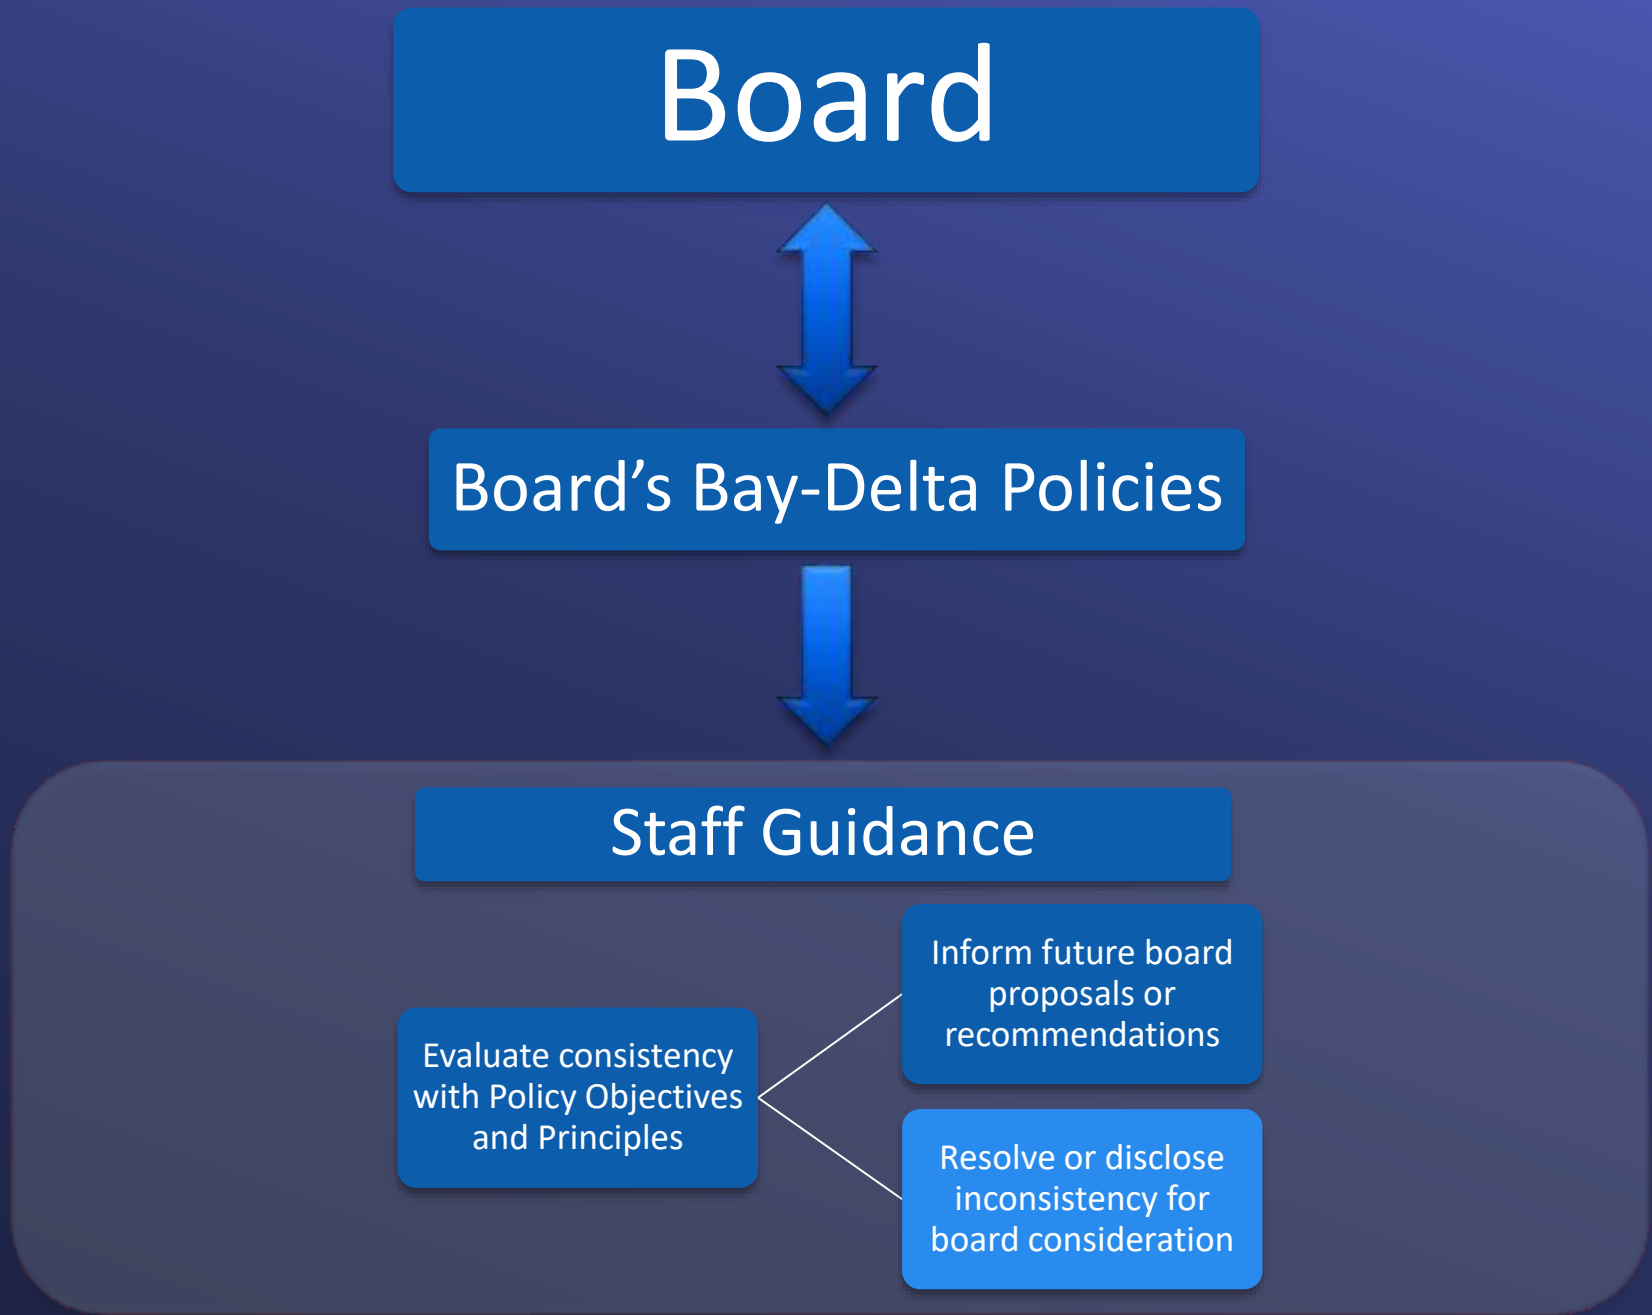 Board
Board’s Bay-Delta Policies
Staff Guidance
Evaluate consistency
with Policy Objectives
and Principles
Inform future board
proposals or
recommendations
Resolve or disclose
inconsistency for
board consideration